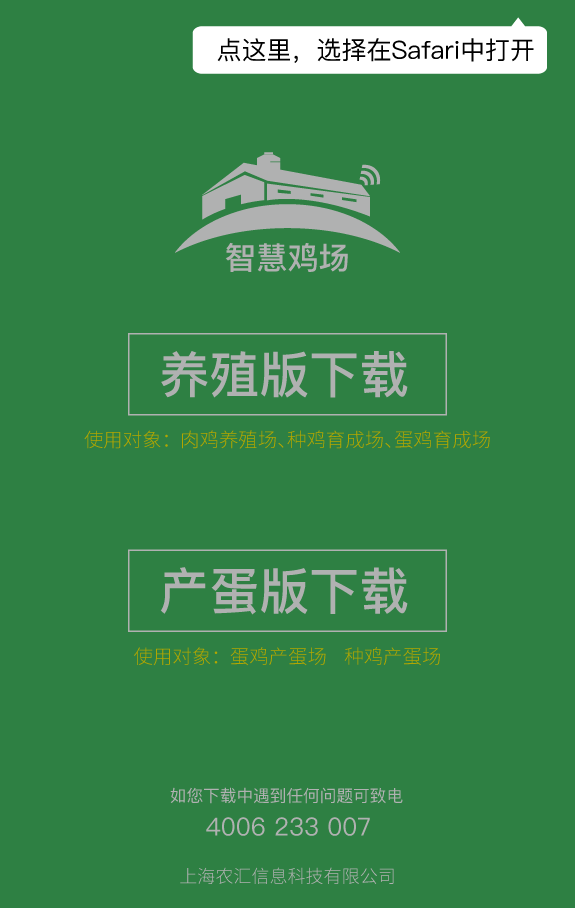 点这里，选择在Safari中打开
智慧鸡场
养殖版下载
使用对象：肉鸡养殖场、种鸡育成场、蛋鸡育成场
产蛋版下载
使用对象：蛋鸡产蛋场 种鸡产蛋场
如您下载中遇到任何问题可致电
4006 233 007
上海农汇信息科技有限公司